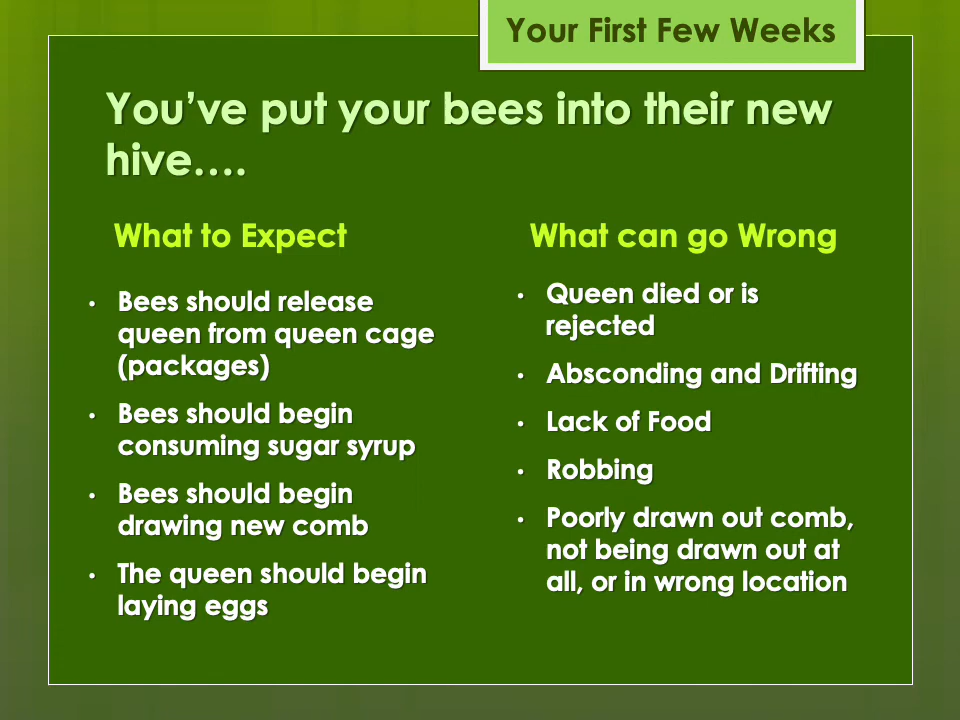 Your First Few Weeks
You’ve put your bees into their new
hive….
What to Expect
• Bees should release
queen from queen cage
(packages)
• Bees should begin
consuming sugar syrup
• Bees should begin
drawing new comb
• The queen should begin
laying eggs
What can go Wrong
• Queen died or is
rejected
• Absconding and Drifting
• Lack of Food
• Robbing
• Poorly drawn out comb,
not being drawn out at
all, or in wrong location